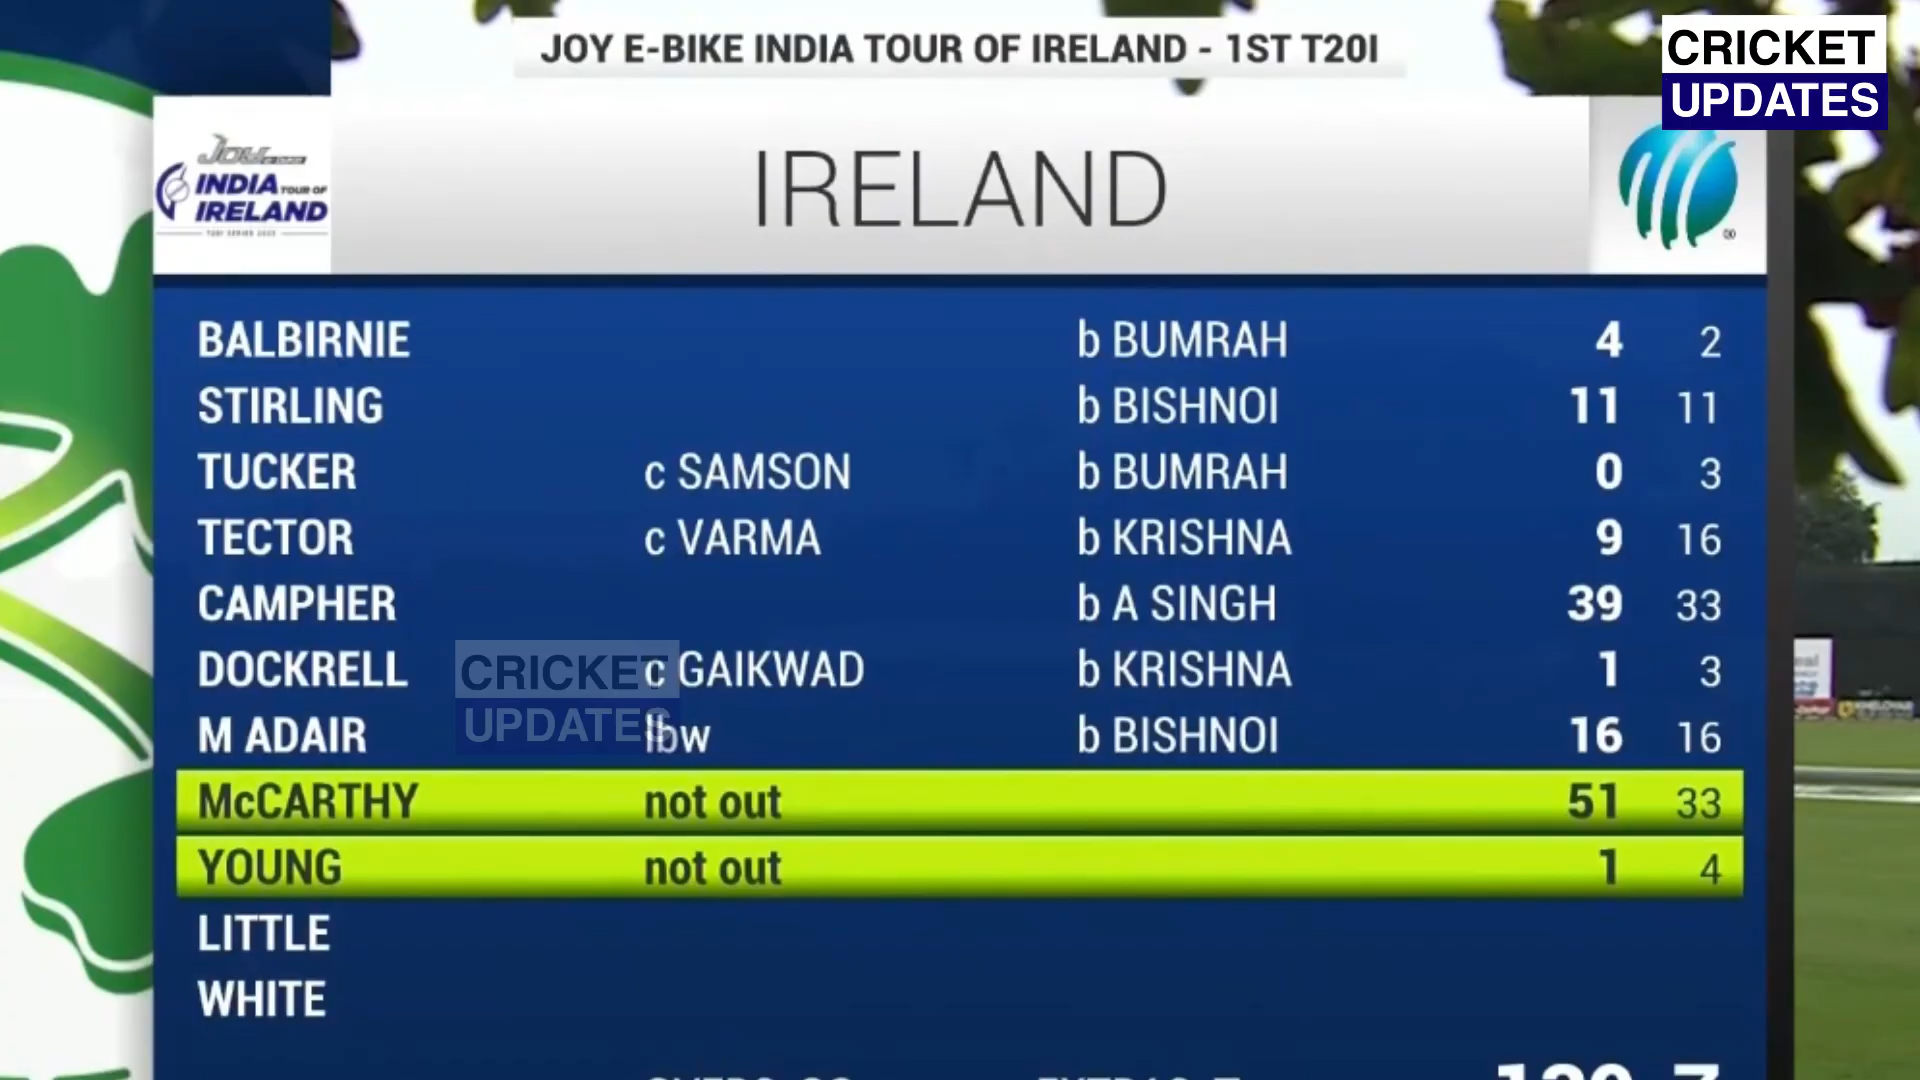 JOY E-BIKE INDIA TOUR OF IRELAND - 1ST T20I
CRICKET
UPDATES
JOY
INDIA TOUR OF
IRELAND
IRELAND
BALBIRNIE b BUMRAH 4 2
STIRLING b BISHNOI 11 11
TUCKER c SAMSON b BUMRAH 0 3
TECTOR c VARMA b KRISHNA 9 16
CAMPHER b A SINGH 39 33
DOCKRELL c GAIKWAD b KRISHNA 1 3
M ADAIR lbw b BISHNOI 16 16
CRICKET
UPDATES
McCARTHY not out 51 33
YOUNG not out 1 4
LITTLE
WHITE